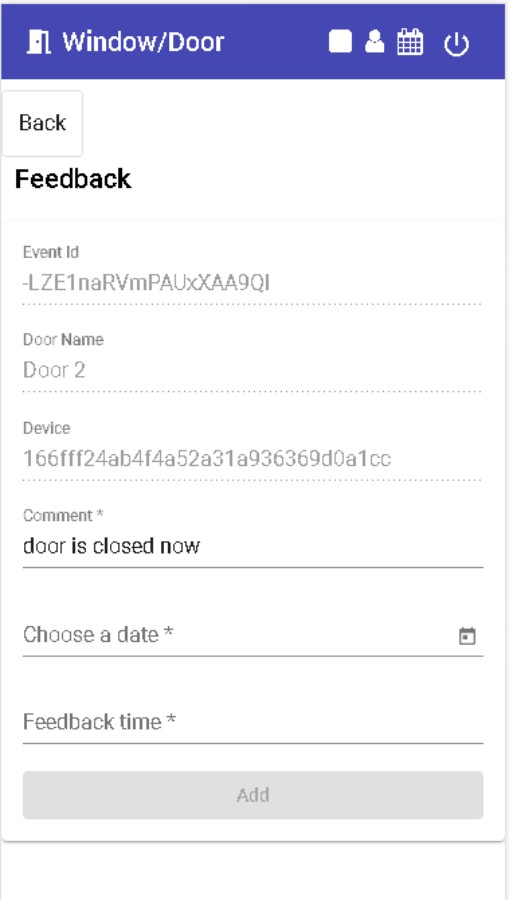 Window/Door
Back
Feedback
Event Id
-LZE1naRVmPAUxXAA9QI
Door Name
Door 2
Device
166fff24ab4f4a52a31a936369d0a1cc
Comment *
door is closed now
Choose a date *
Feedback time *
Add